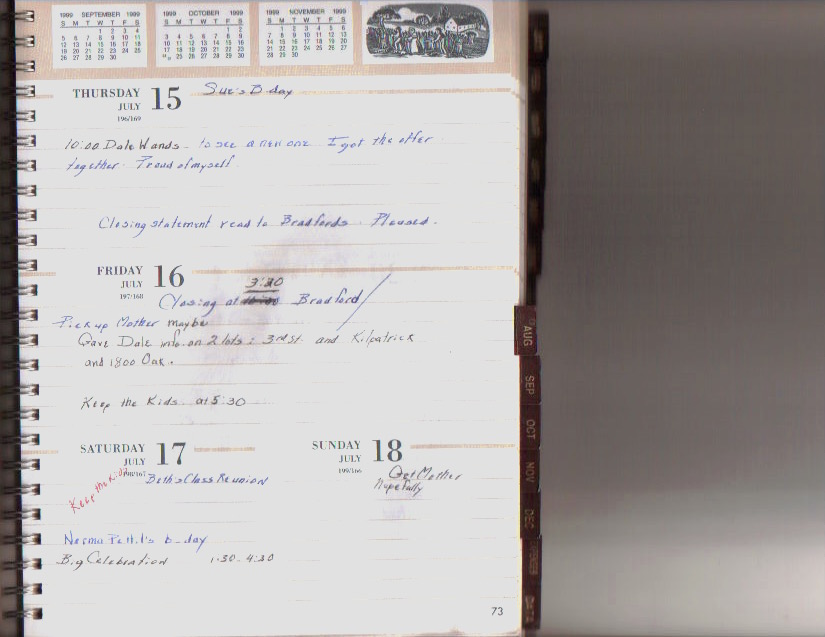 1999 SEPTEMBER 1999
S M T W T F S
1 2 3 4
5 6 7 8 9 10 11
12 13 14 15 16 17 18
19 20 21 22 23 24 25
26 27 28 29 30
1999 OCTOBER 1999
S M T W T F S
1 2
3 4 5 6 7 8 9
10 11 12 13 14 15 16
17 18 19 20 21 22 23
24/31 25 26 27 28 29 30
1999 NOVEMBER 1999
S M T W T F S
1 2 3 4 5 6
7 8 9 10 11 12 13
14 15 16 17 18 19 20
21 22 23 24 25 26 27
28 29 30
THURSDAY 15 Sue's B day
JULY
196/169
10:00 Dale Wands - to see a new one I got the offer
together. Proud of myself.
Closing statement read to Bradfords. Pleased.
FRIDAY 16
JULY
197/168
3:30
Closing at 10:00 Bradford
Pick up Mother maybe
Gave Dale info. on 2 lots: 3rd St. and Kilpatrick
and 1800 Oak.
Keep the Kids at 5:30
SATURDAY 17
JULY
198/167
Keep the Kids
Beth's Class Reunion
Norma Pettit's b-day
Big Celebration 1:30-4:30
SUNDAY 18
JULY
199/166
Get Mother
hopefully
73
AUG
SEP
OCT
NOV
DEC